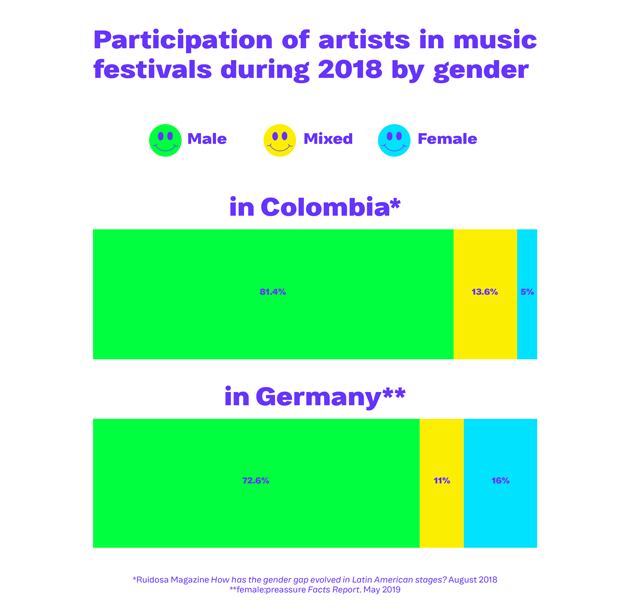 Participation of artists in music
festivals during 2018 by gender
Male Mixed Female
in Colombia*
81.4% 13.6% 5%
in Germany**
72.6% 11% 16%
*Ruidosa Magazine How has the gender gap evolved in Latin American stages? August 2018
**female:preassure Facts Report. May 2019